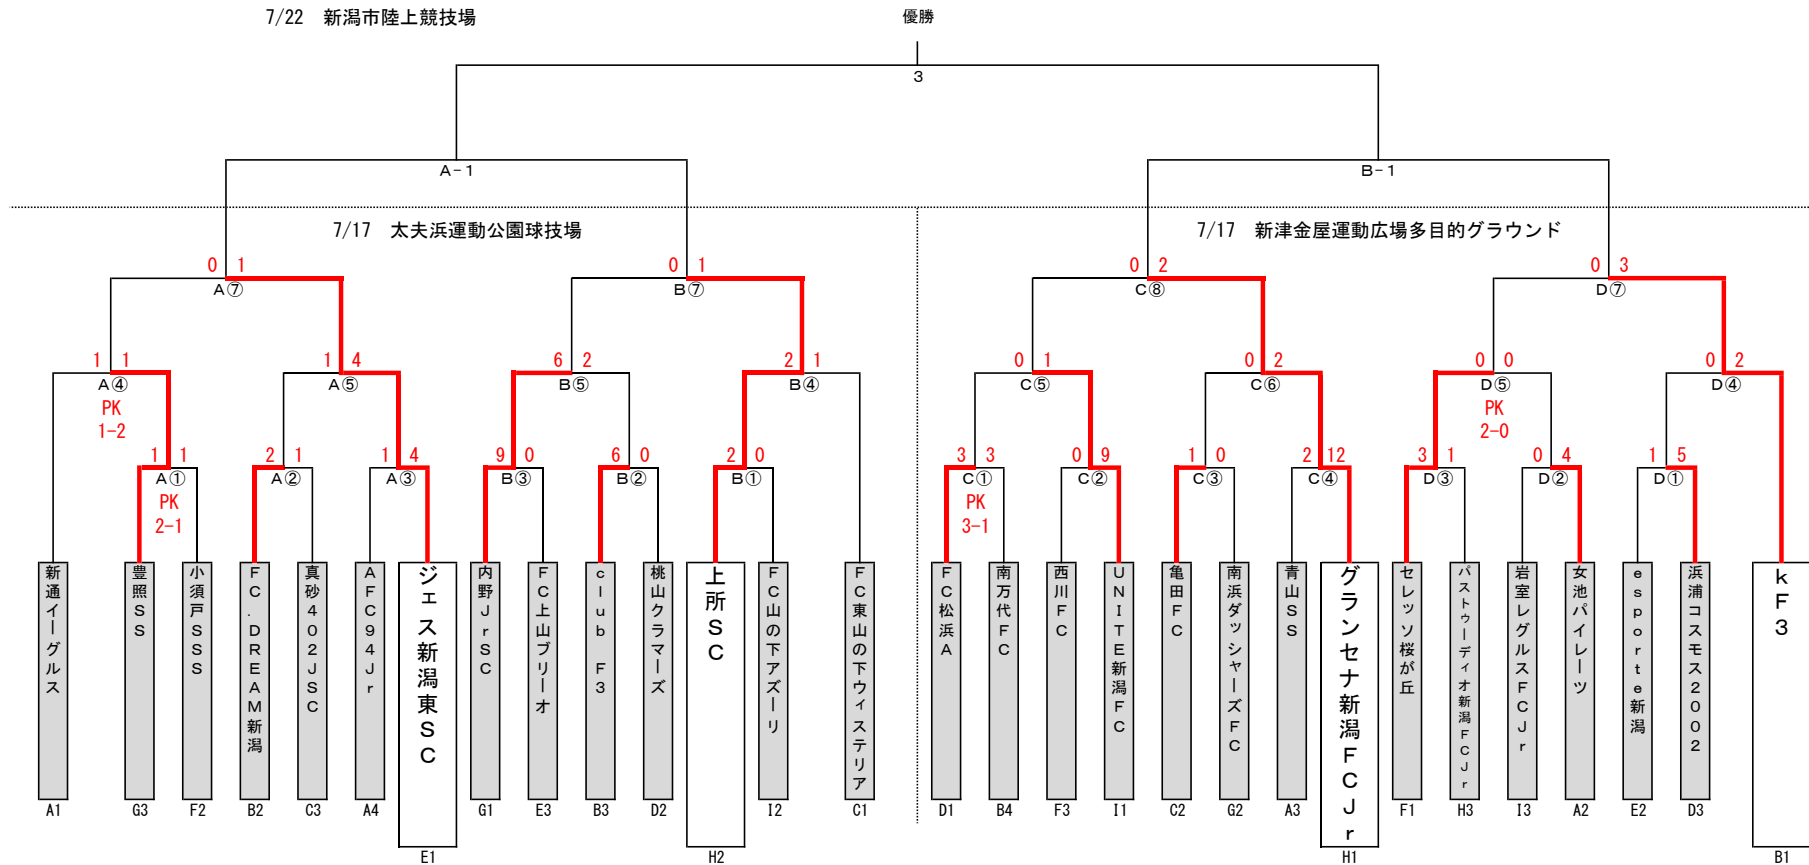 7/22　新潟市陸上競技場
優勝
3
A-1
B-1
7/17　太夫浜運動公園球技場
7/17　新津金屋運動広場多目的グラウンド
0 1
A⑦
0 1
B⑦
0 2
C⑧
0 3
D⑦
1 1
A④
PK
1-2
1 4
A⑤
6 2
B⑤
2 1
B④
0 1
C⑤
0 2
C⑥
0 0
D⑤
PK
2-0
0 2
D④
1 1
A①
PK
2-1
2 1
A②
1 4
A③
9 0
B③
6 0
B②
2 0
B①
3 3
C①
PK
3-1
0 9
C②
1 0
C③
2 12
C④
3 1
D③
0 4
D②
1 5
D①
新通イーグルス
豊照SS
小須戸SSS
FC.DREAM新潟
真砂402JSC
AFC94Jr
ジェス新潟東SC
内野JrSC
FC上山ブリーオ
club F3
桃山クラマーズ
上所SC
FC山の下アズーリ
FC東山の下ウィステリア
FC松浜A
南万代FC
西川FC
UNITE新潟FC
亀田FC
南浜ダッシャーズFC
青山SS
グランセナ新潟FCJr
セレッソ桜が丘
パストゥーディオ新潟FCJr
岩室レグルスFCJr
女池パイレーツ
esporte新潟
浜浦コスモス2002
kF3
A1
G3
F2
B2
C3
A4
E1
G1
E3
B3
D2
H2
I2
C1
D1
B4
F3
I1
C2
G2
A3
H1
F1
H3
I3
A2
E2
D3
B1